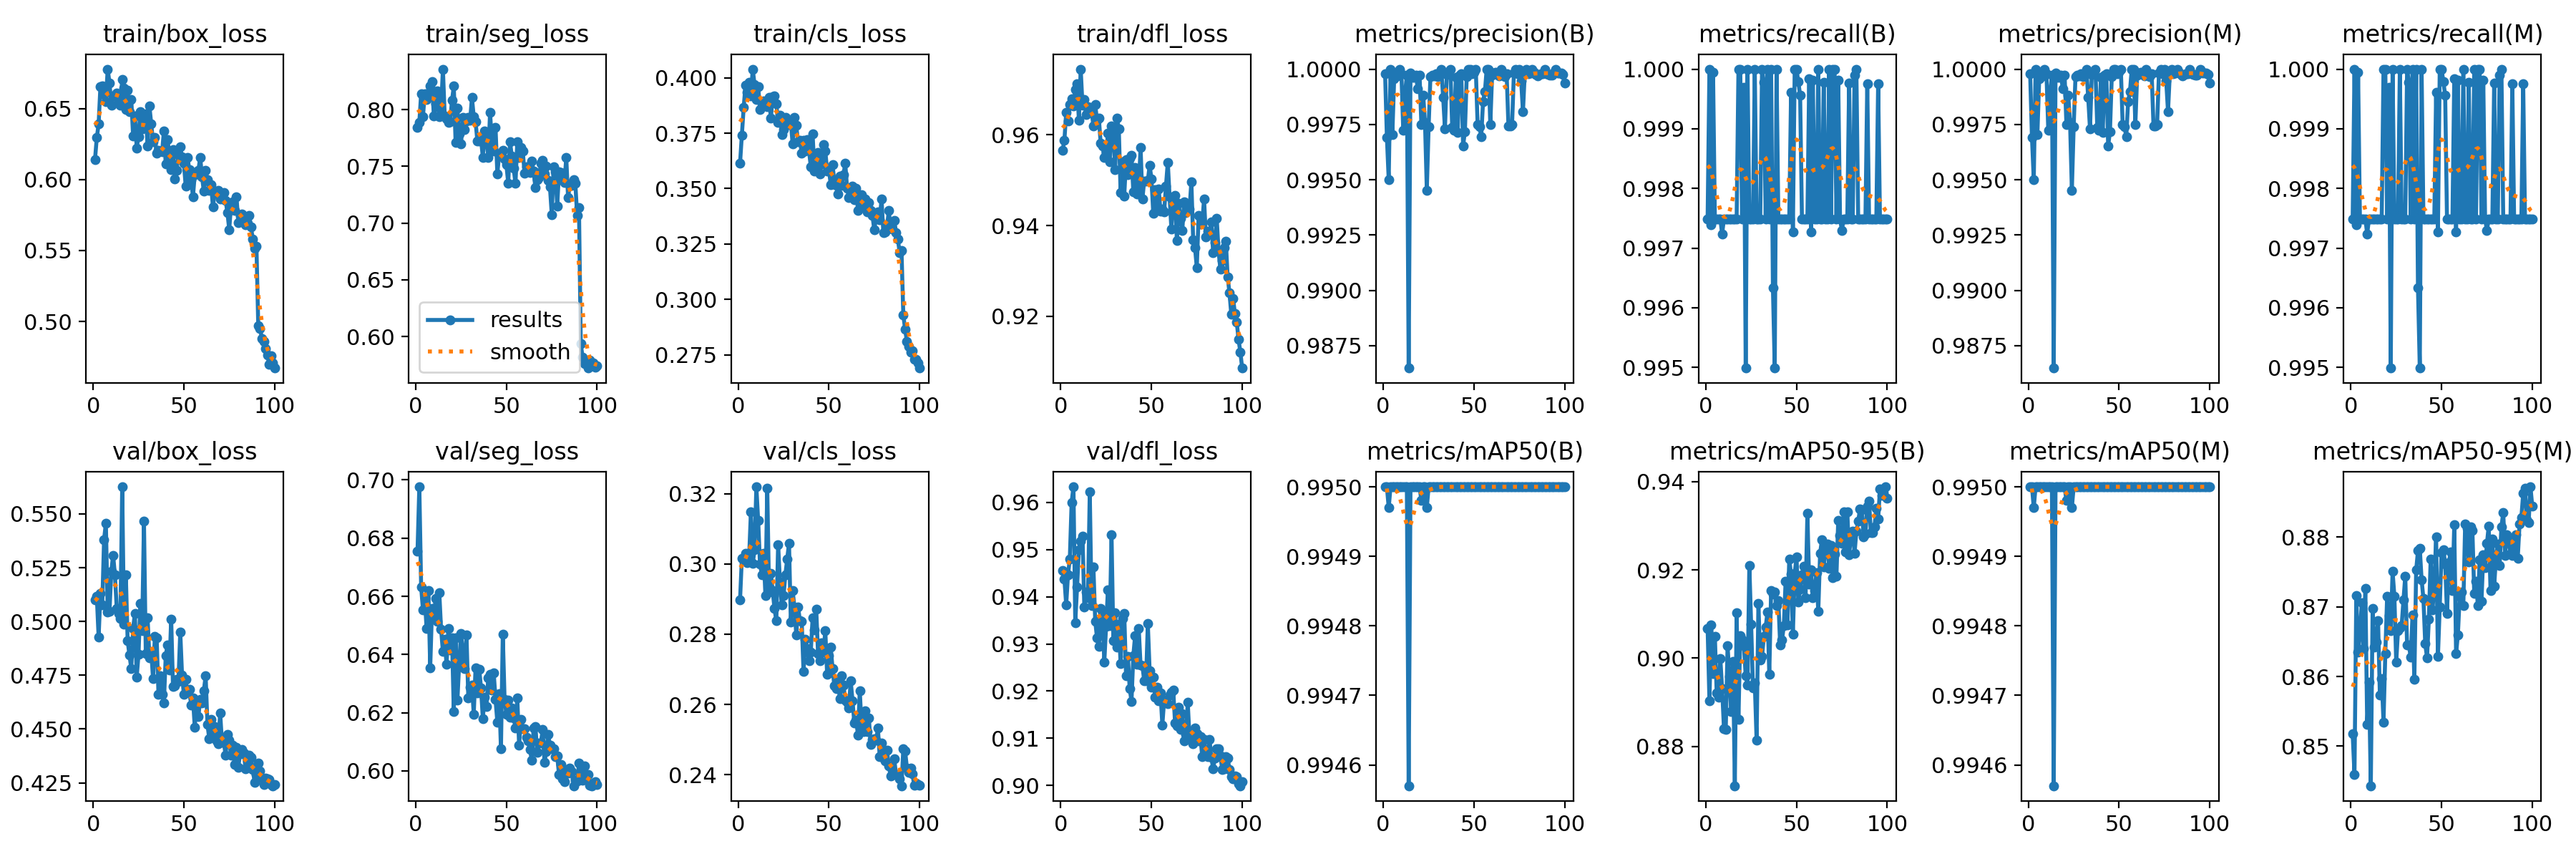 train/box_loss
0.65
0.60
0.55
0.50
0 50 100
train/seg_loss
0.80
0.75
0.70
0.65
0.60
results
smooth
0 50 100
train/cls_loss
0.400
0.375
0.350
0.325
0.300
0.275
0 50 100
train/dfl_loss
0.96
0.94
0.92
0 50 100
metrics/precision(B)
1.0000
0.9975
0.9950
0.9925
0.9900
0.9875
0 50 100
metrics/recall(B)
1.000
0.999
0.998
0.997
0.996
0.995
0 50 100
metrics/precision(M)
1.0000
0.9975
0.9950
0.9925
0.9900
0.9875
0 50 100
metrics/recall(M)
1.000
0.999
0.998
0.997
0.996
0.995
0 50 100
val/box_loss
0.550
0.525
0.500
0.475
0.450
0.425
0 50 100
val/seg_loss
0.70
0.68
0.66
0.64
0.62
0.60
0 50 100
val/cls_loss
0.32
0.30
0.28
0.26
0.24
0 50 100
val/dfl_loss
0.96
0.95
0.94
0.93
0.92
0.91
0.90
0 50 100
metrics/mAP50(B)
0.9950
0.9949
0.9948
0.9947
0.9946
0 50 100
metrics/mAP50-95(B)
0.94
0.92
0.90
0.88
0 50 100
metrics/mAP50(M)
0.9950
0.9949
0.9948
0.9947
0.9946
0 50 100
metrics/mAP50-95(M)
0.88
0.87
0.86
0.85
0 50 100